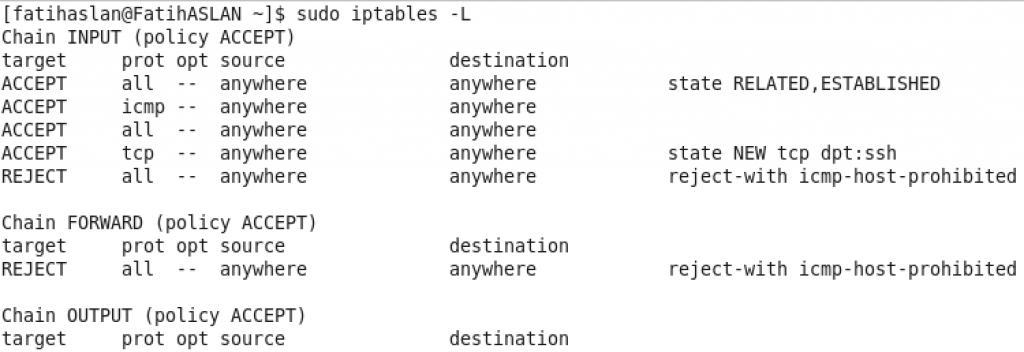 [fatihaslan@FatihASLAN ~]$ sudo iptables -L
Chain INPUT (policy ACCEPT)
target     prot opt source               destination
ACCEPT     all  --  anywhere             anywhere            state RELATED,ESTABLISHED
ACCEPT     icmp --  anywhere             anywhere
ACCEPT     all  --  anywhere             anywhere
ACCEPT     tcp  --  anywhere             anywhere            state NEW tcp dpt:ssh
REJECT     all  --  anywhere             anywhere            reject-with icmp-host-prohibited

Chain FORWARD (policy ACCEPT)
target     prot opt source               destination
REJECT     all  --  anywhere             anywhere            reject-with icmp-host-prohibited

Chain OUTPUT (policy ACCEPT)
target     prot opt source               destination